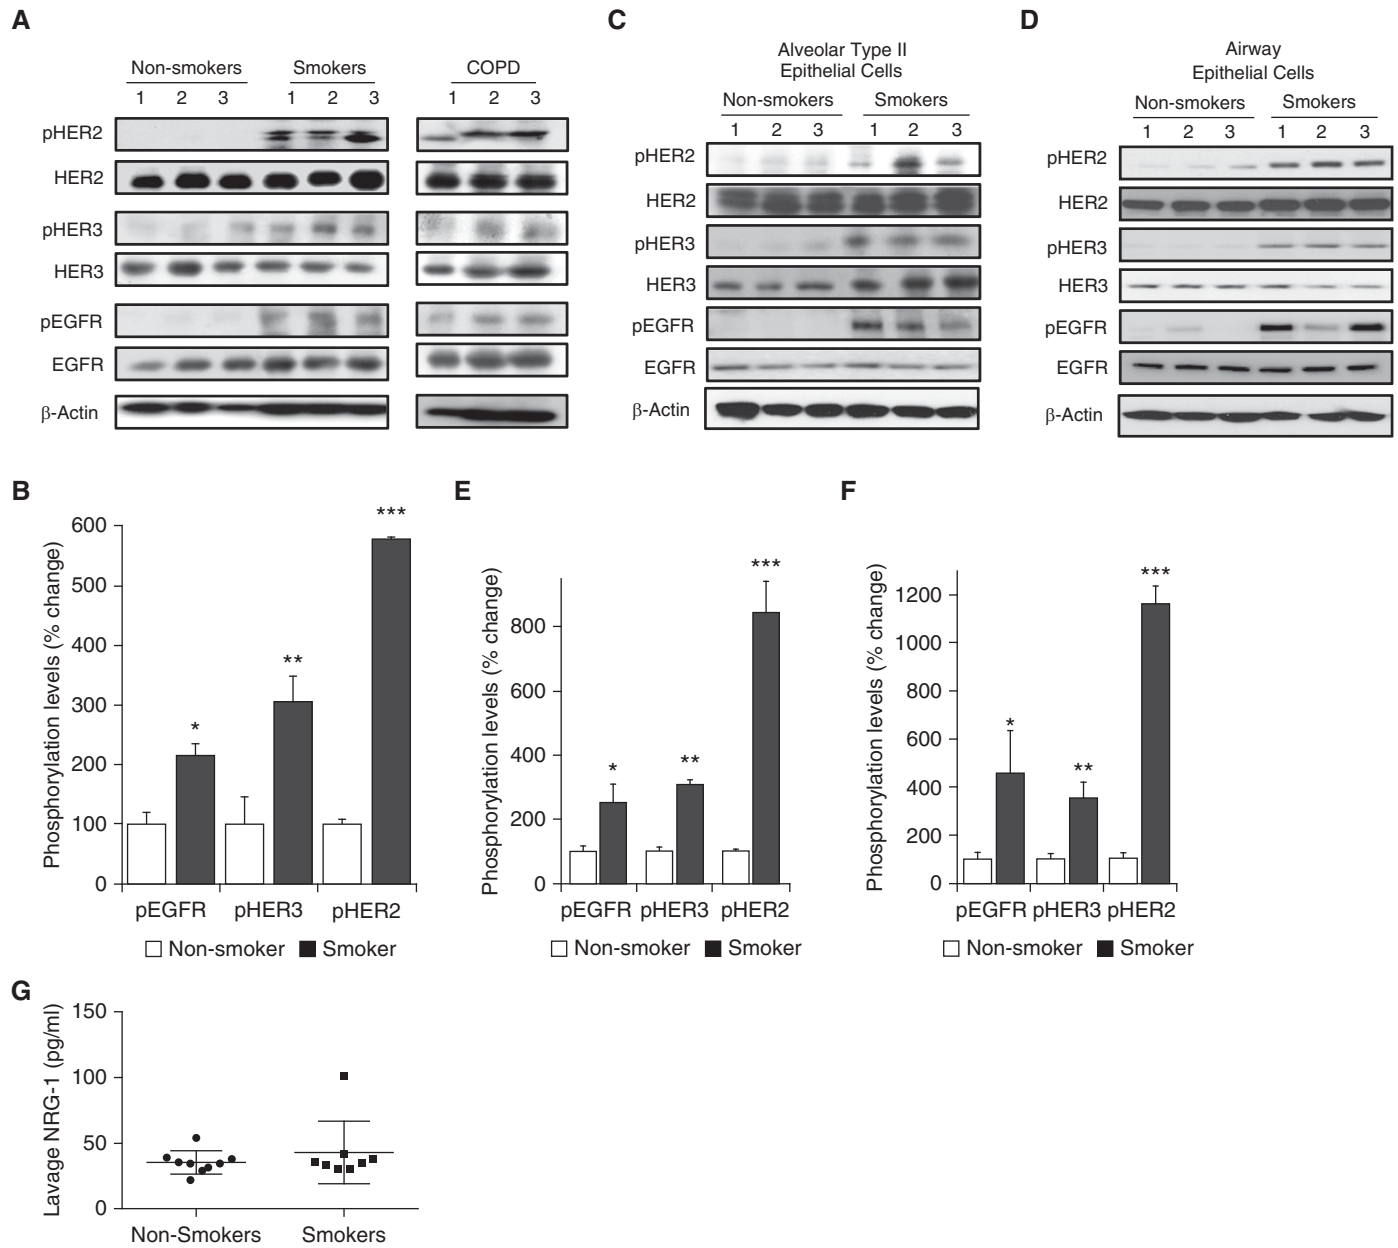 A
Non-smokers Smokers COPD
1 2 3 1 2 3 1 2 3
pHER2
HER2
pHER3
HER3
pEGFR
EGFR
β-Actin
C
Alveolar Type II
Epithelial Cells
Non-smokers Smokers
1 2 3 1 2 3
pHER2
HER2
pHER3
HER3
pEGFR
EGFR
β-Actin
D
Airway
Epithelial Cells
Non-smokers Smokers
1 2 3 1 2 3
pHER2
HER2
pHER3
HER3
pEGFR
EGFR
β-Actin
B
Phosphorylation levels (% change)
600
500
400
300
200
100
0
*
**
***
pEGFR pHER3 pHER2
Non-smoker Smoker
E
Phosphorylation levels (% change)
800
600
400
200
0
*
**
***
pEGFR pHER3 pHER2
Non-smoker Smoker
F
Phosphorylation levels (% change)
1200
1000
800
600
400
200
0
*
**
***
pEGFR pHER3 pHER2
Non-smoker Smoker
G
Lavage NRG-1 (pg/ml)
150
100
50
0
Non-Smokers Smokers